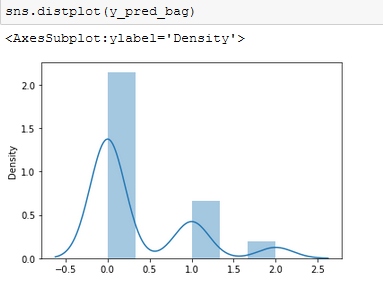 sns.distplot(y_pred_bag)
<AxesSubplot:ylabel='Density'>
2.0
1.5
1.0
0.5
0.0
Density
−0.5 0.0 0.5 1.0 1.5 2.0 2.5